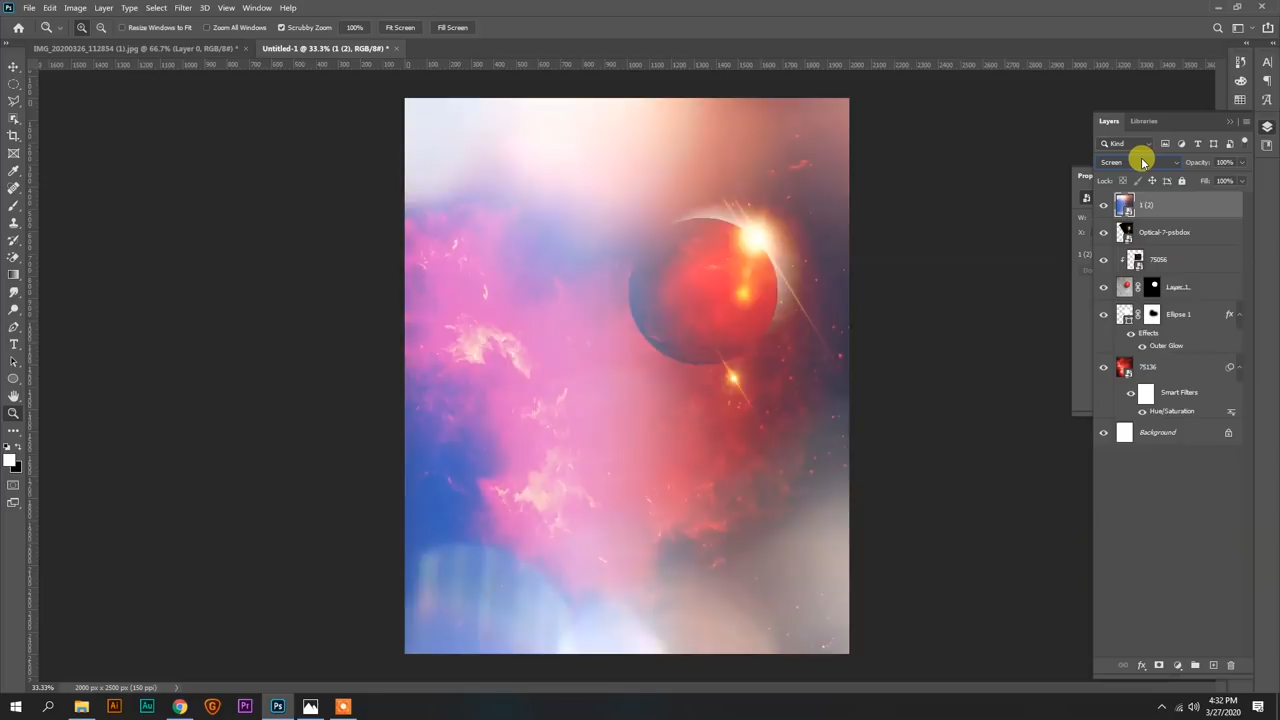 File Edit Image Layer Type Select Filter 3D View Window Help
Resize Windows to Fit Zoom All Windows Scrubby Zoom 100% Fit Screen Fill Screen
IMG_20200326_112854 (1).jpg @ 66.7% (Layer 0, RGB/8#) * × Untitled-1 @ 33.3% (1 (2), RGB/8#) * ×
Layers Libraries
Kind
Screen Opacity: 100%
Lock: Fill: 100%
Prop
1 (2)
W:
Optical-7-psbdox
X:
75056
1 (2)
Layer 1
Ellipse 1 fx
Effects
Outer Glow
75136
Smart Filters
Hue/Saturation
Background
33.33% 2000 px x 2500 px (150 ppi)
4:32 PM
3/27/2020